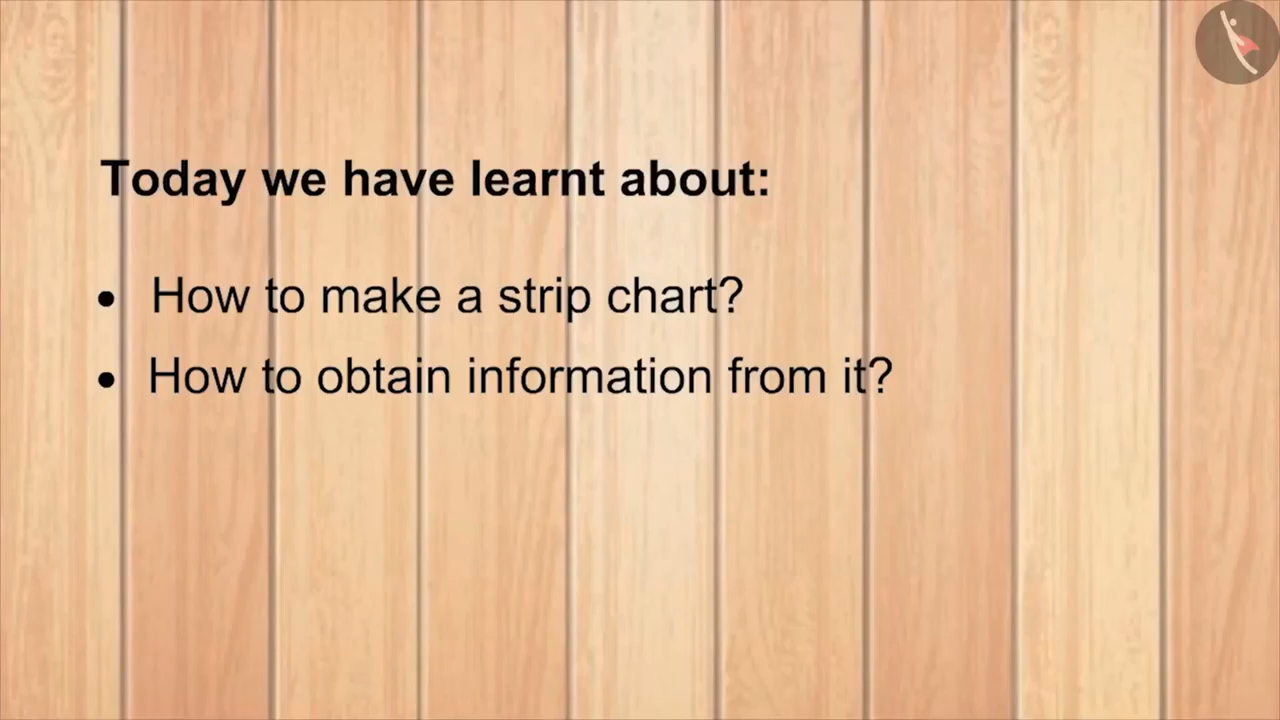 Today we have learnt about:
• How to make a strip chart?
• How to obtain information from it?